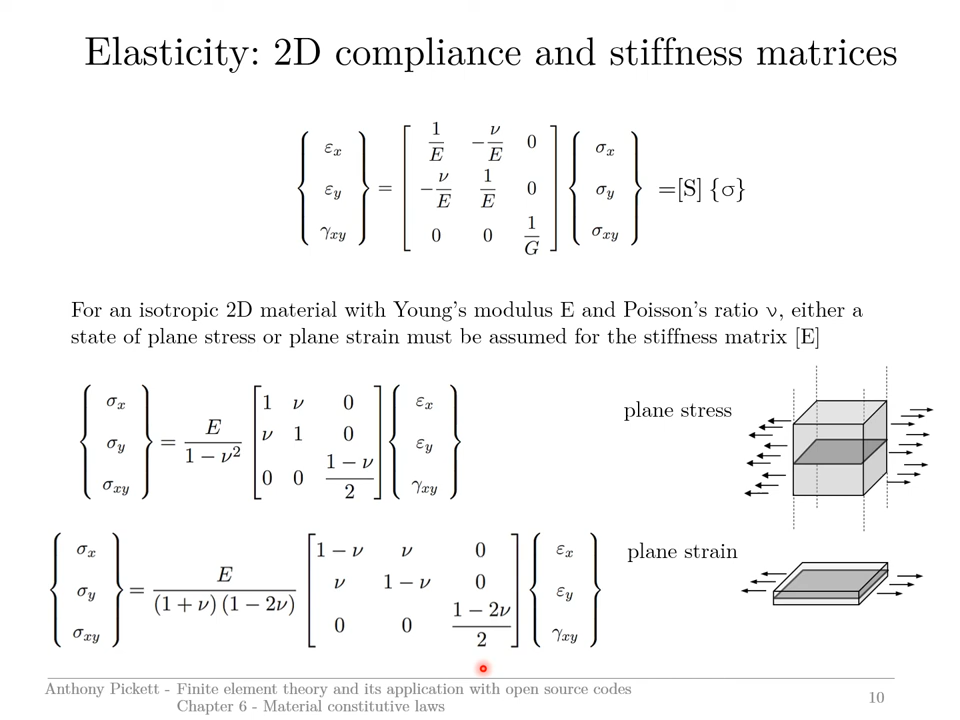 Elasticity: 2D compliance and stiffness matrices
{ εx εy γxy } = [ 1/E −ν/E 0 ; −ν/E 1/E 0 ; 0 0 1/G ] { σx σy σxy } =[S] {σ}
For an isotropic 2D material with Young's modulus E and Poisson's ratio ν, either a
state of plane stress or plane strain must be assumed for the stiffness matrix [E]
{ σx σy σxy } = E/(1 − ν²) [ 1 ν 0 ; ν 1 0 ; 0 0 (1 − ν)/2 ] { εx εy γxy }
plane stress
{ σx σy σxy } = E/((1 + ν) (1 − 2ν)) [ 1 − ν ν 0 ; ν 1 − ν 0 ; 0 0 (1 − 2ν)/2 ] { εx εy γxy }
plane strain
Anthony Pickett - Finite element theory and its application with open source codes
Chapter 6 - Material constitutive laws
10